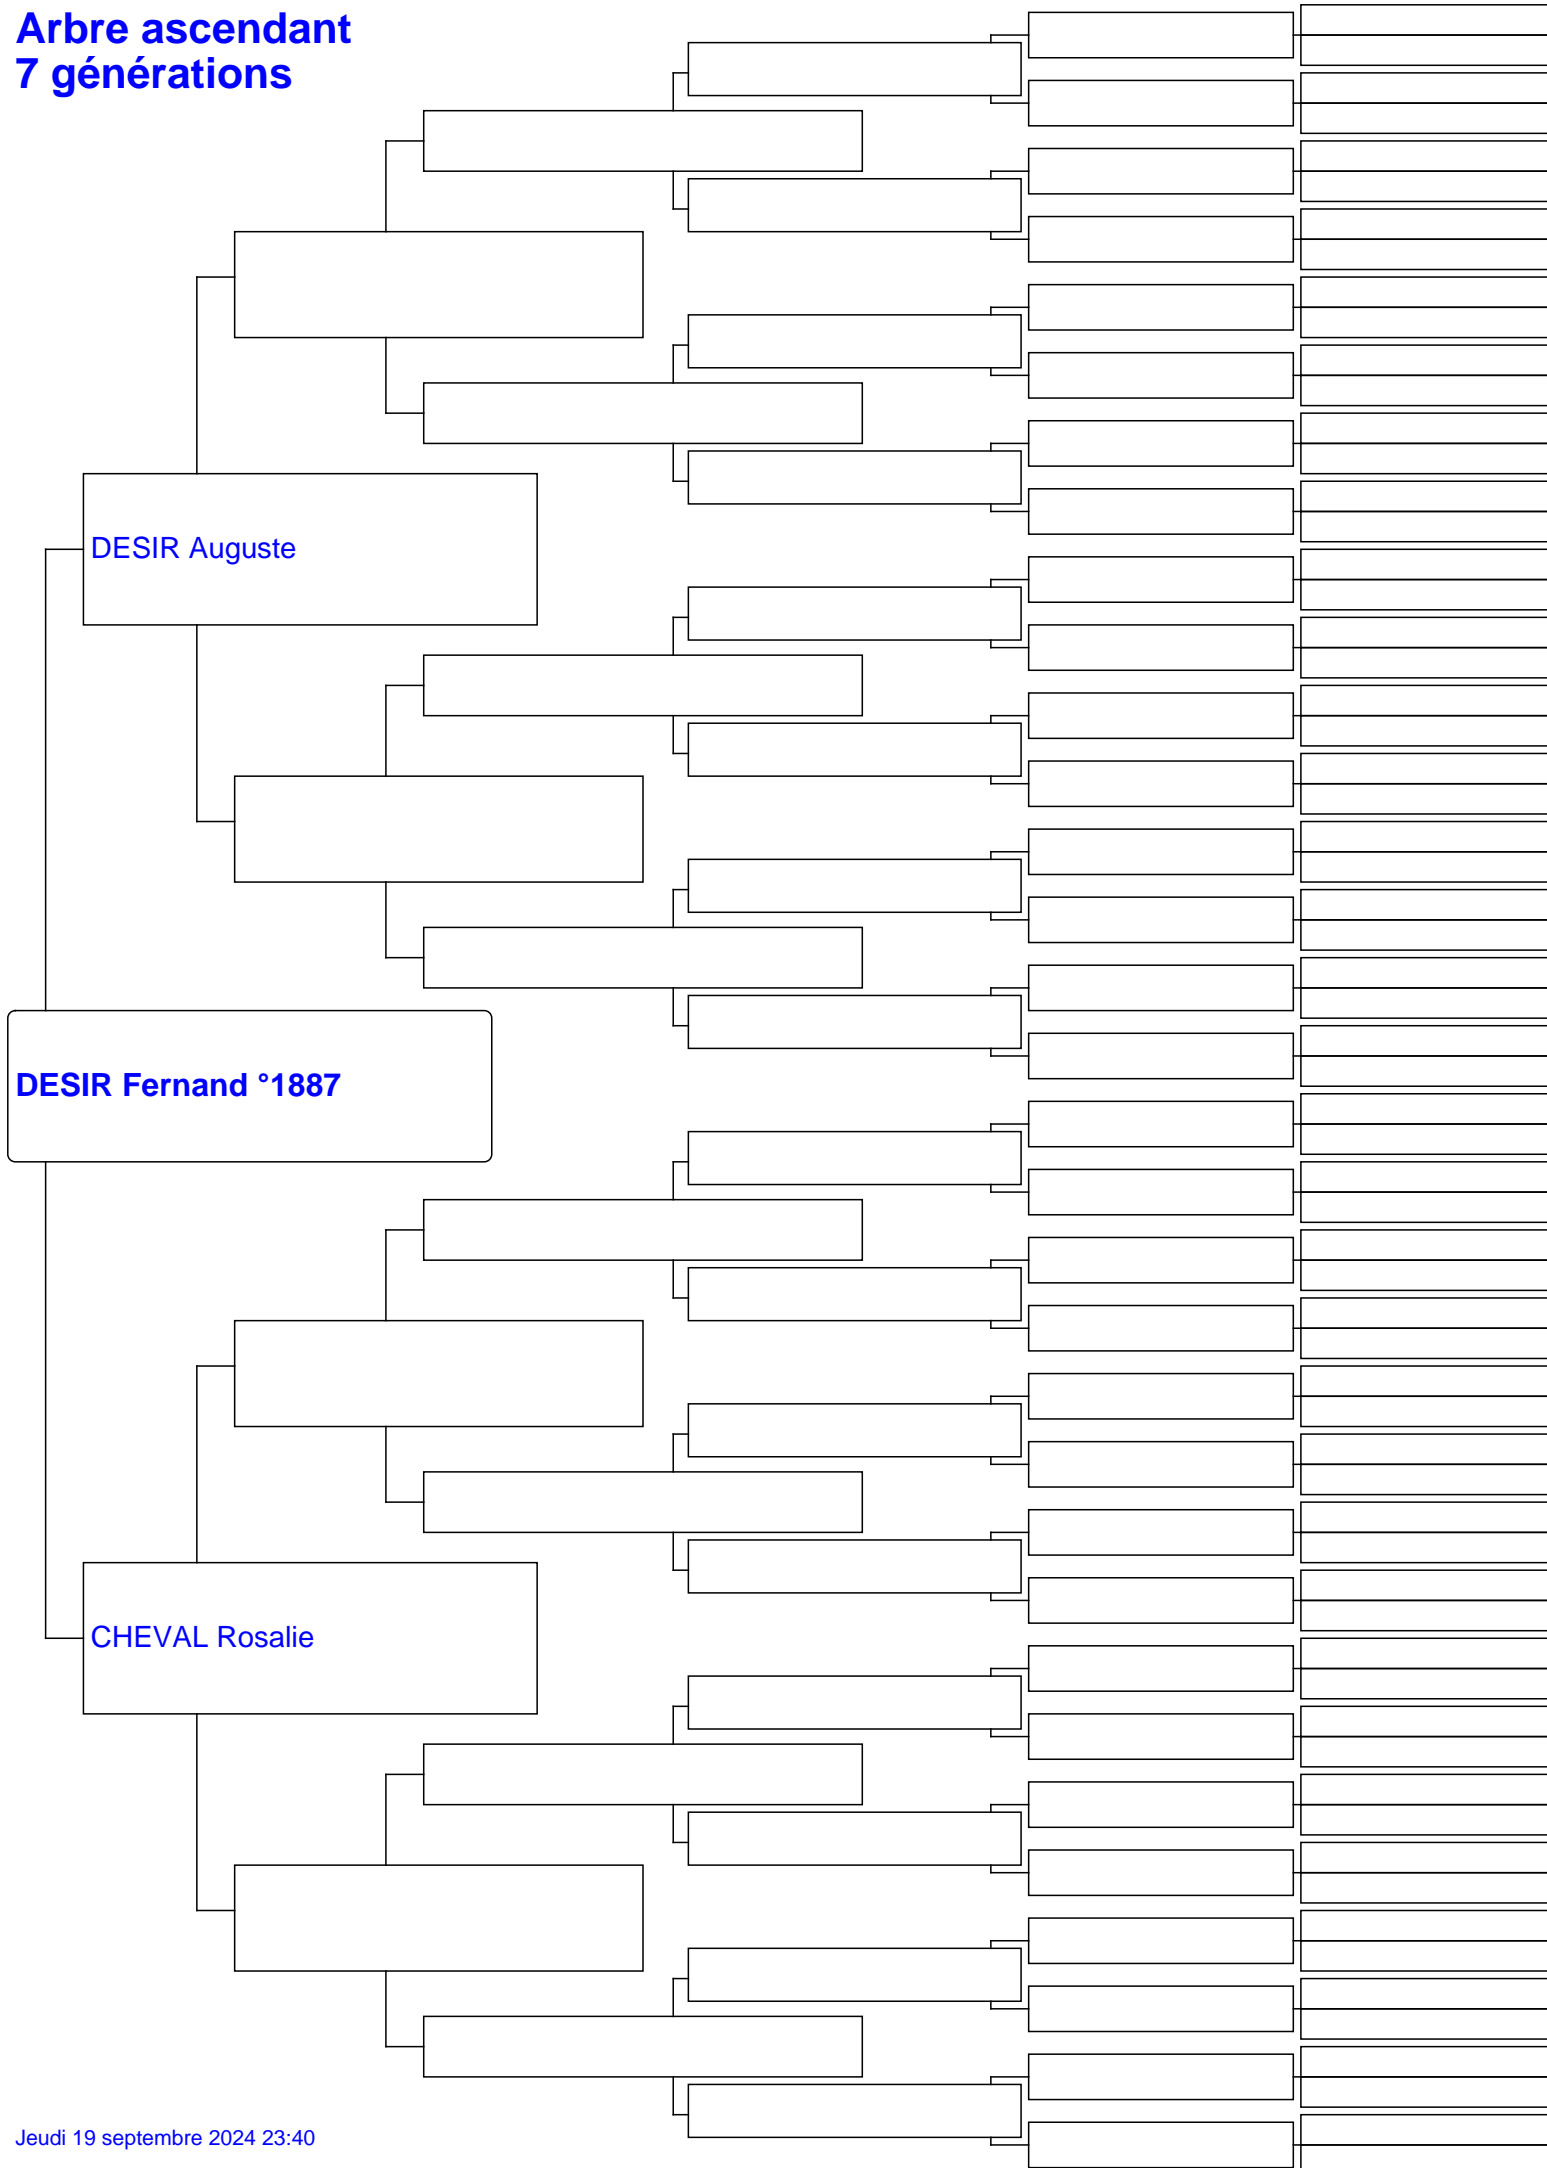 Arbre ascendant
7 générations
DESIR Auguste
DESIR Fernand °1887
CHEVAL Rosalie
Jeudi 19 septembre 2024 23:40